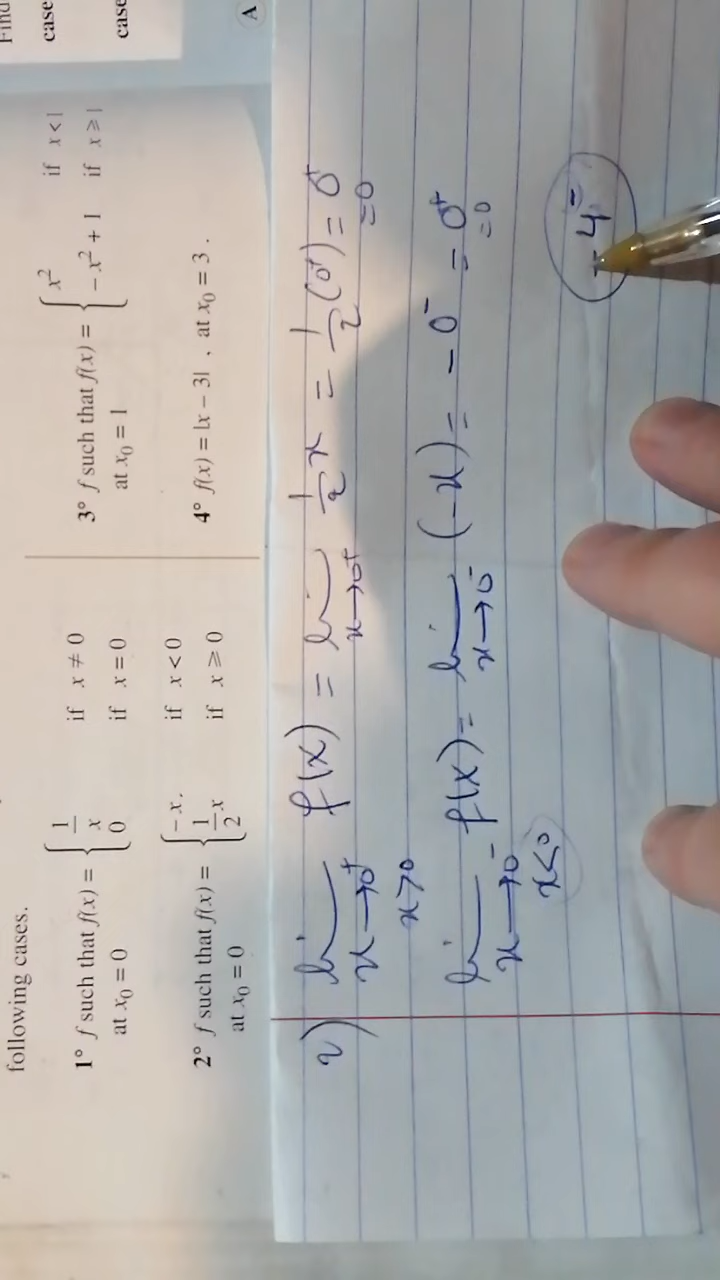 Find
case
case
A
following cases.
1° f such that f(x) = { 1/x if x ≠ 0
0 if x = 0
at x₀ = 0
2° f such that f(x) = { -x. if x < 0
1/2 x if x ⩾ 0
at x₀ = 0
3° f such that f(x) = { x² if x < 1
-x² + 1 if x ⩾ 1
at x₀ = 1
4° f(x) = |x - 3| , at x₀ = 3 .
2) lim f(x) = lim 1/2 x = 1/2 (0⁺) = 0⁺
x→0⁺ x→0⁺ = 0
x>0
lim f(x) = lim (-x) = -0⁻ = 0⁺
x→0⁻ x→0⁻ = 0
x<0
-4⁻